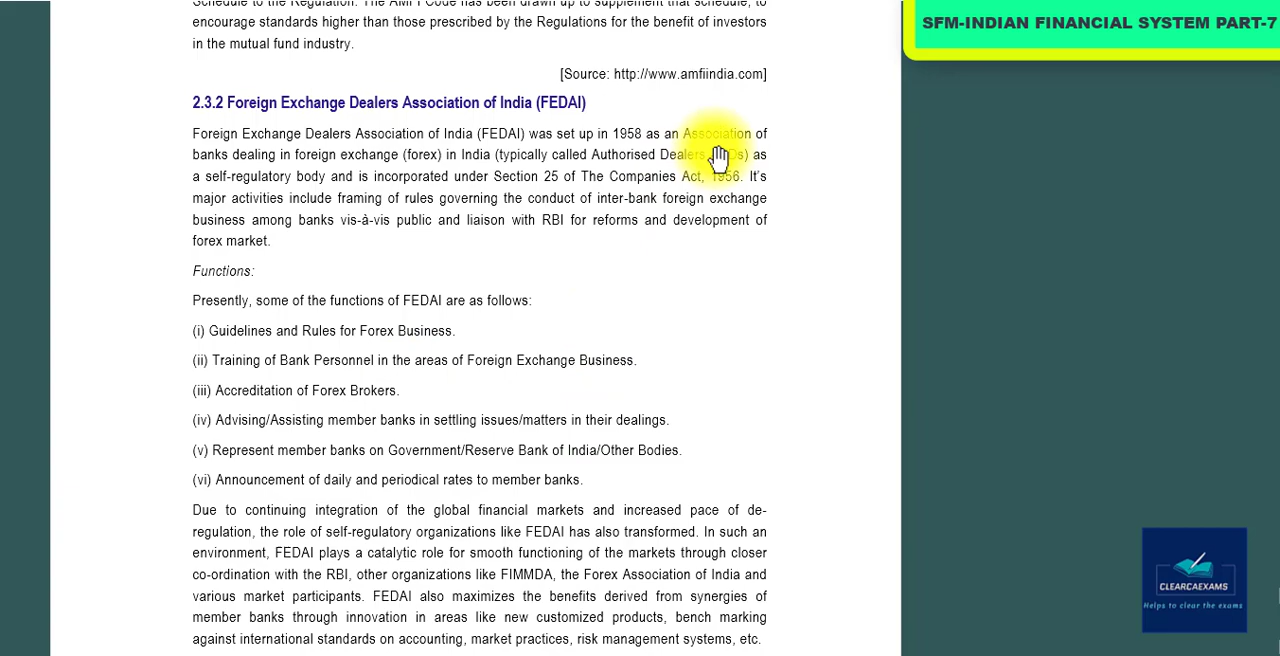 Schedule to the Regulation. The AMFI Code has been drawn up to supplement that schedule, to
encourage standards higher than those prescribed by the Regulations for the benefit of investors
in the mutual fund industry.
SFM-INDIAN FINANCIAL SYSTEM PART-7
[Source: http://www.amfiindia.com]
2.3.2 Foreign Exchange Dealers Association of India (FEDAI)
Foreign Exchange Dealers Association of India (FEDAI) was set up in 1958 as an Association of
banks dealing in foreign exchange (forex) in India (typically called Authorised Dealers as
a self-regulatory body and is incorporated under Section 25 of The Companies Act, 1956. It's
major activities include framing of rules governing the conduct of inter-bank foreign exchange
business among banks vis-à-vis public and liaison with RBI for reforms and development of
forex market.
Functions:
Presently, some of the functions of FEDAI are as follows:
(i) Guidelines and Rules for Forex Business.
(ii) Training of Bank Personnel in the areas of Foreign Exchange Business.
(iii) Accreditation of Forex Brokers.
(iv) Advising/Assisting member banks in settling issues/matters in their dealings.
(v) Represent member banks on Government/Reserve Bank of India/Other Bodies.
(vi) Announcement of daily and periodical rates to member banks.
Due to continuing integration of the global financial markets and increased pace of de-
regulation, the role of self-regulatory organizations like FEDAI has also transformed. In such an
environment, FEDAI plays a catalytic role for smooth functioning of the markets through closer
co-ordination with the RBI, other organizations like FIMMDA, the Forex Association of India and
various market participants. FEDAI also maximizes the benefits derived from synergies of
member banks through innovation in areas like new customized products, bench marking
against international standards on accounting, market practices, risk management systems, etc.
CLEARCAEXAMS
Helps to clear the exams